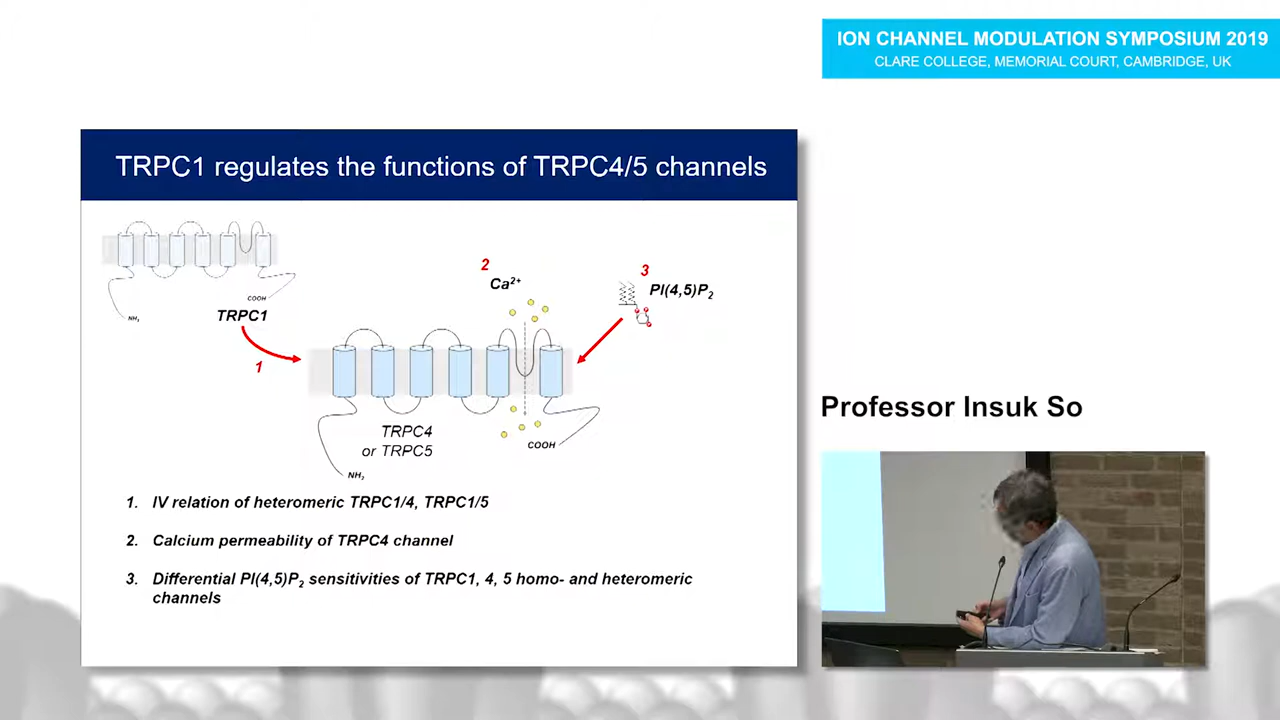 ION CHANNEL MODULATION SYMPOSIUM 2019
CLARE COLLEGE, MEMORIAL COURT, CAMBRIDGE, UK
TRPC1 regulates the functions of TRPC4/5 channels
NH₂
COOH
TRPC1
1
2
Ca²⁺
3
PI(4,5)P₂
TRPC4
or TRPC5
COOH
NH₂
1. IV relation of heteromeric TRPC1/4, TRPC1/5
2. Calcium permeability of TRPC4 channel
3. Differential PI(4,5)P₂ sensitivities of TRPC1, 4, 5 homo- and heteromeric
channels
Professor Insuk So